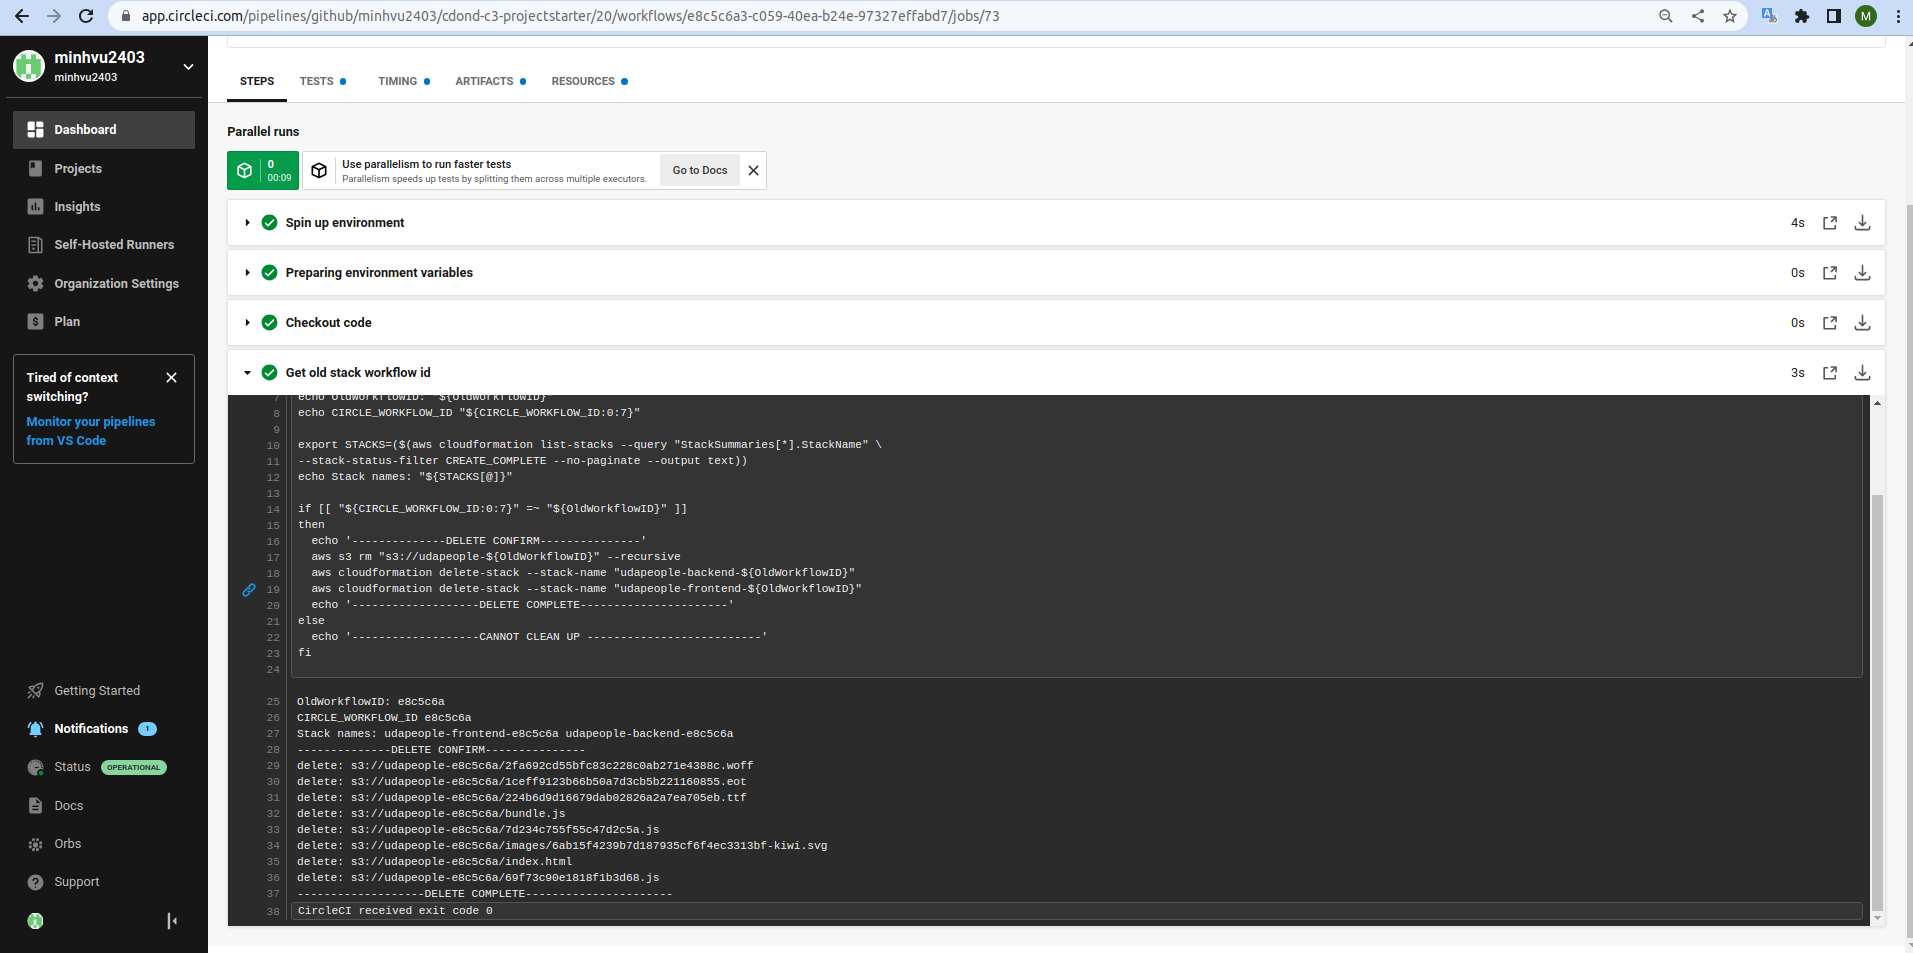 app.circleci.com/pipelines/github/minhvu2403/cdond-c3-projectstarter/20/workflows/e8c5c6a3-c059-40ea-b24e-97327effabd7/jobs/73
M
minhvu2403
minhvu2403
Dashboard
Projects
Insights
Self-Hosted Runners
Organization Settings
Plan
Tired of context
switching?
Monitor your pipelines
from VS Code
Getting Started
Notifications 1
Status OPERATIONAL
Docs
Orbs
Support
STEPS TESTS TIMING ARTIFACTS RESOURCES
Parallel runs
0
00:09
Use parallelism to run faster tests
Parallelism speeds up tests by splitting them across multiple executors.
Go to Docs
Spin up environment 4s
Preparing environment variables 0s
Checkout code 0s
Get old stack workflow id 3s
7 echo OldWorkflowID: "${OldWorkflowID}"
8 echo CIRCLE_WORKFLOW_ID "${CIRCLE_WORKFLOW_ID:0:7}"
9
10 export STACKS=($(aws cloudformation list-stacks --query "StackSummaries[*].StackName" \
11 --stack-status-filter CREATE_COMPLETE --no-paginate --output text))
12 echo Stack names: "${STACKS[@]}"
13
14 if [[ "${CIRCLE_WORKFLOW_ID:0:7}" =~ "${OldWorkflowID}" ]]
15 then
16 echo '--------------DELETE CONFIRM---------------'
17 aws s3 rm "s3://udapeople-${OldWorkflowID}" --recursive
18 aws cloudformation delete-stack --stack-name "udapeople-backend-${OldWorkflowID}"
19 aws cloudformation delete-stack --stack-name "udapeople-frontend-${OldWorkflowID}"
20 echo '-------------------DELETE COMPLETE----------------------'
21 else
22 echo '-------------------CANNOT CLEAN UP --------------------------'
23 fi
24
25 OldWorkflowID: e8c5c6a
26 CIRCLE_WORKFLOW_ID e8c5c6a
27 Stack names: udapeople-frontend-e8c5c6a udapeople-backend-e8c5c6a
28 --------------DELETE CONFIRM---------------
29 delete: s3://udapeople-e8c5c6a/2fa692cd55bfc83c228c0ab271e4388c.woff
30 delete: s3://udapeople-e8c5c6a/1ceff9123b66b50a7d3cb5b221160855.eot
31 delete: s3://udapeople-e8c5c6a/224b6d9d16679dab02826a2a7ea705eb.ttf
32 delete: s3://udapeople-e8c5c6a/bundle.js
33 delete: s3://udapeople-e8c5c6a/7d234c755f55c47d2c5a.js
34 delete: s3://udapeople-e8c5c6a/images/6ab15f4239b7d187935cf6f4ec3313bf-kiwi.svg
35 delete: s3://udapeople-e8c5c6a/index.html
36 delete: s3://udapeople-e8c5c6a/69f73c90e1818f1b3d68.js
37 -------------------DELETE COMPLETE----------------------
38 CircleCI received exit code 0